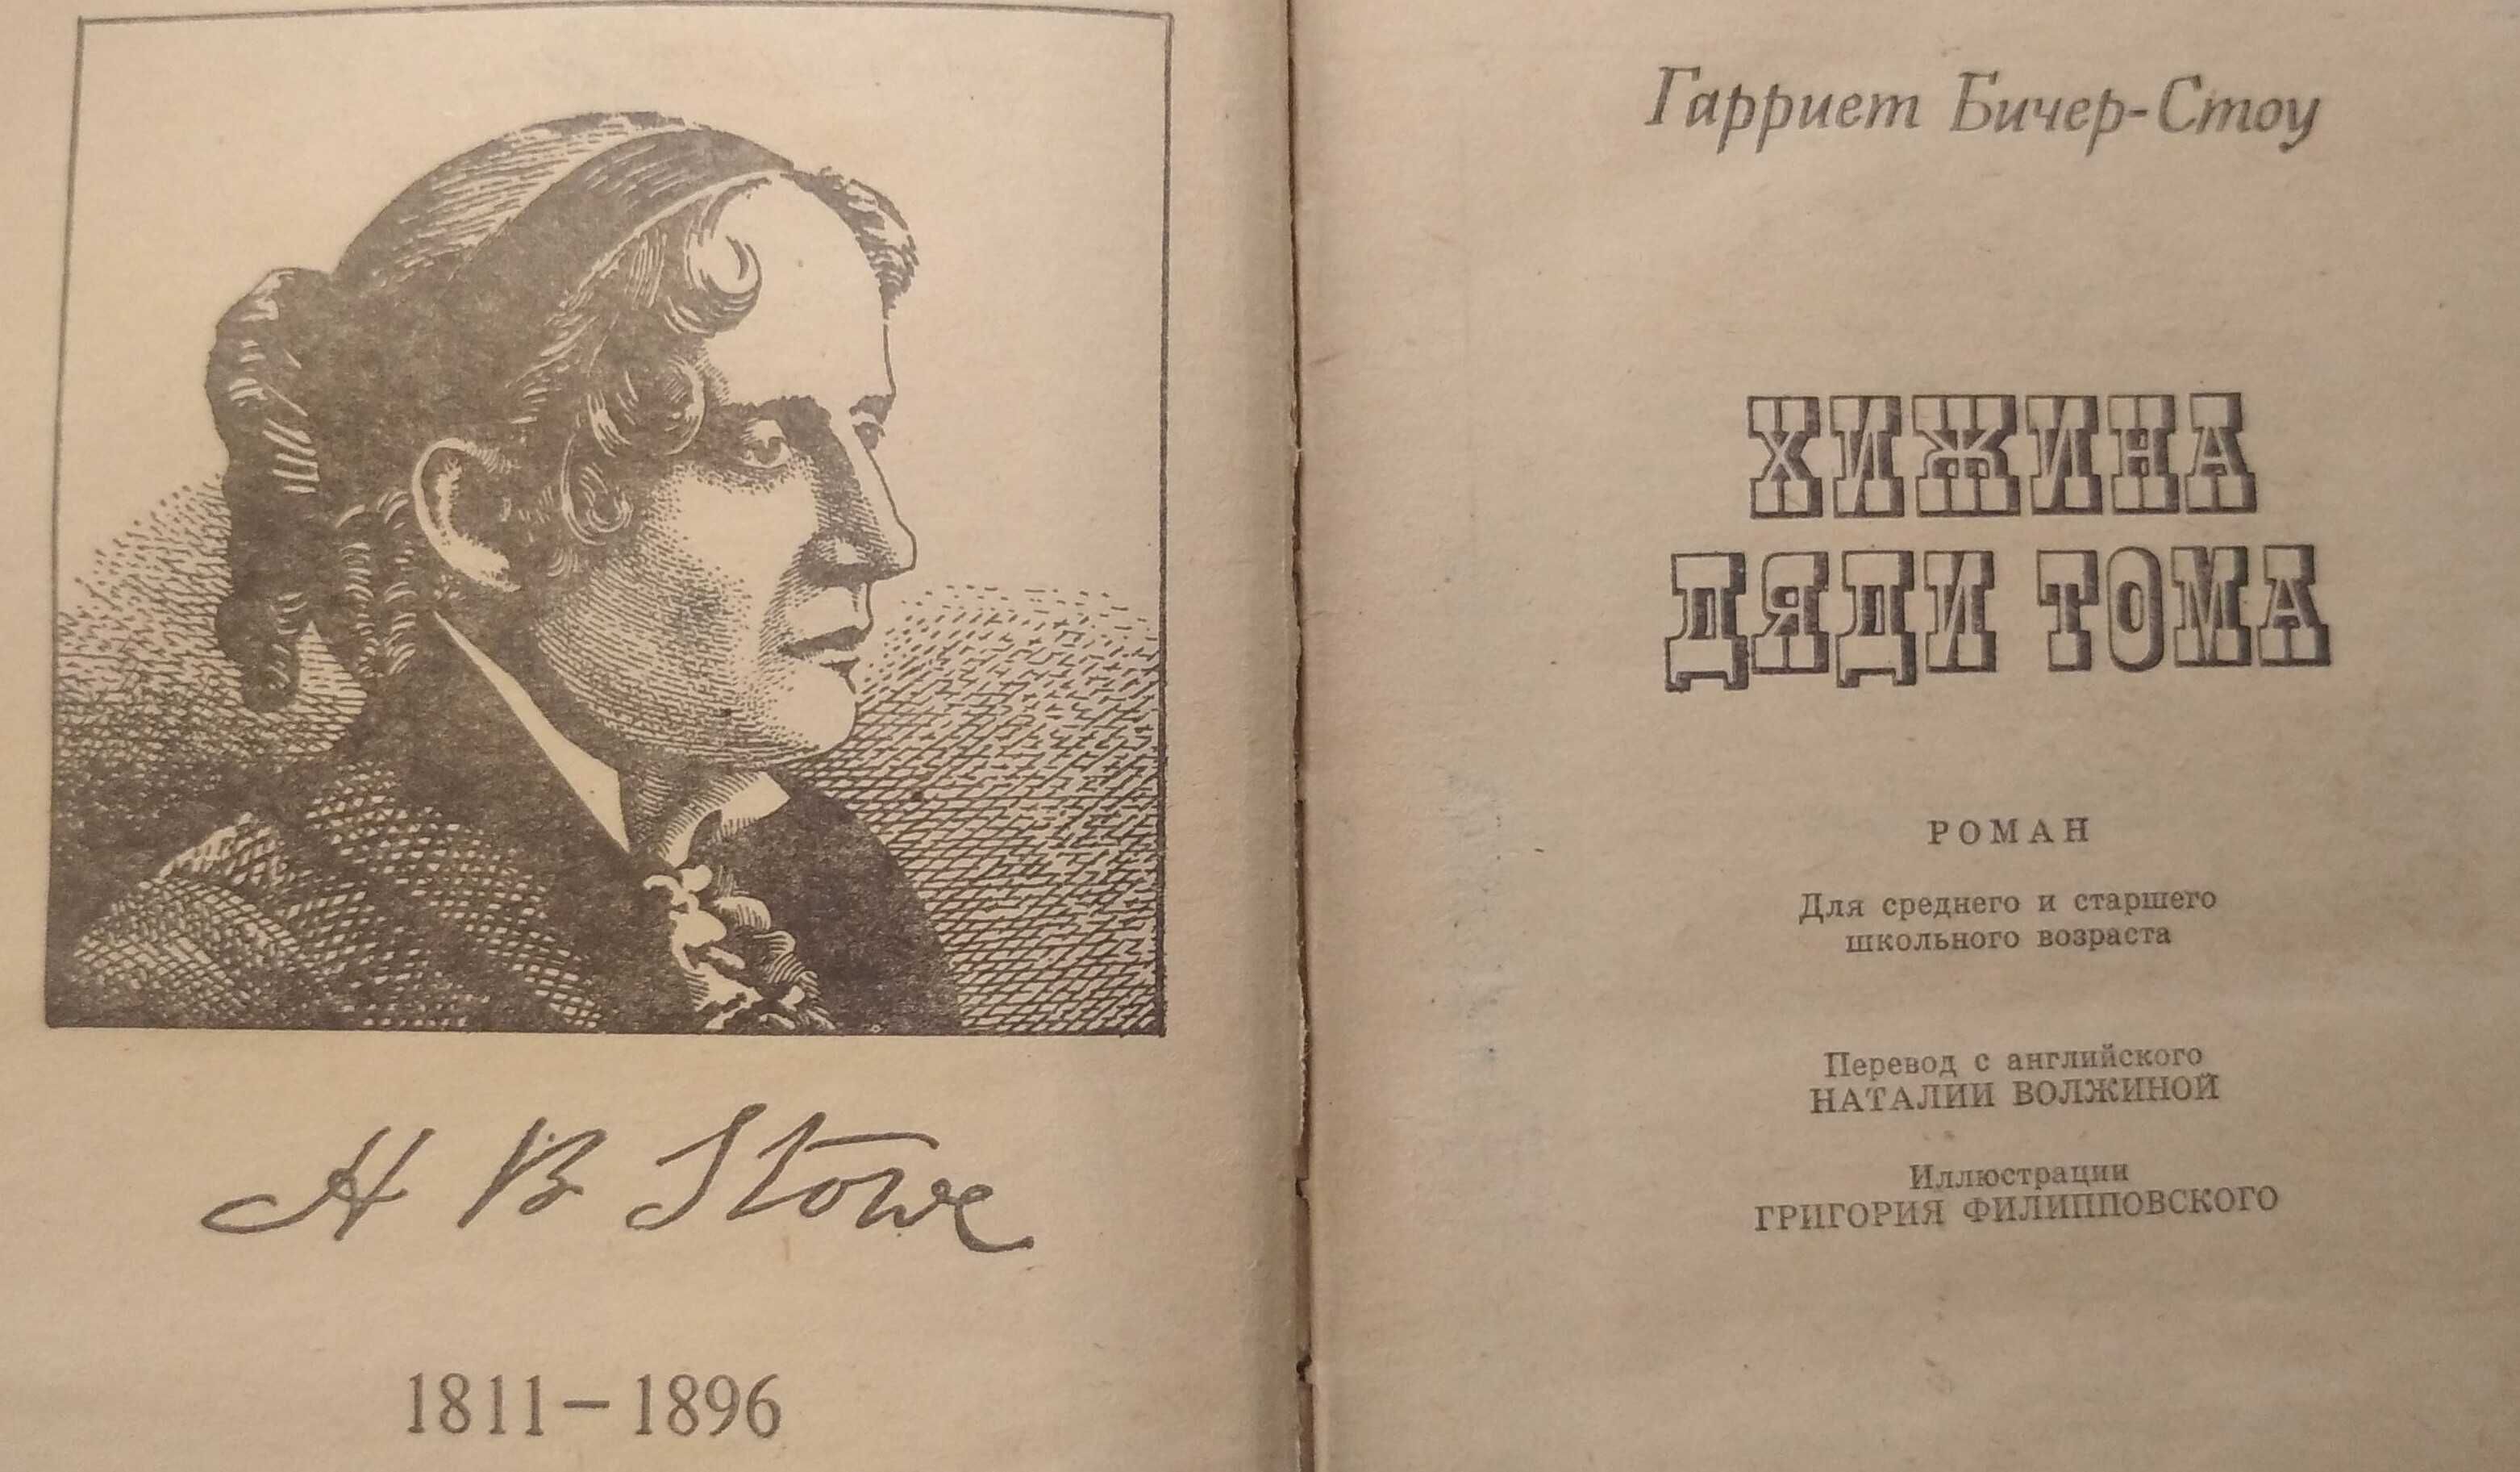 H B Stowe
1811–1896
Гарриет Бичер-Стоу
ХИЖИНА
ДЯДИ ТОМА
РОМАН
Для среднего и старшего
школьного возраста
Перевод с английского
НАТАЛИИ ВОЛЖИНОЙ
Иллюстрации
ГРИГОРИЯ ФИЛИППОВСКОГО